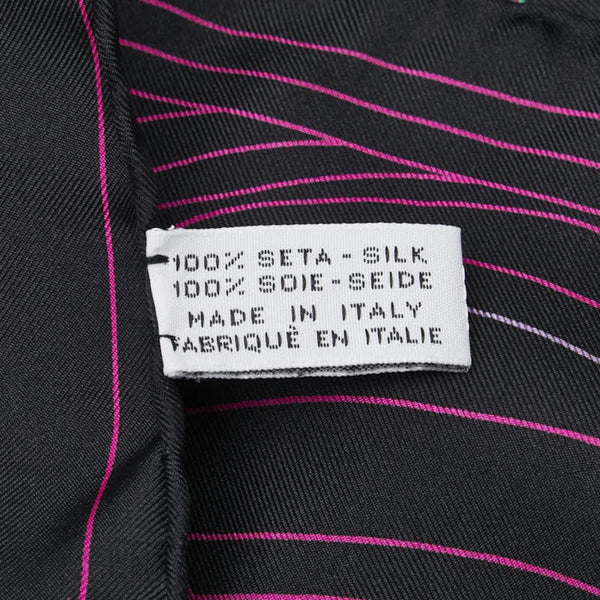 100% SETA - SILK
100% SOIE - SEIDE
MADE IN ITALY
FABRIQUÈ EN ITALIE